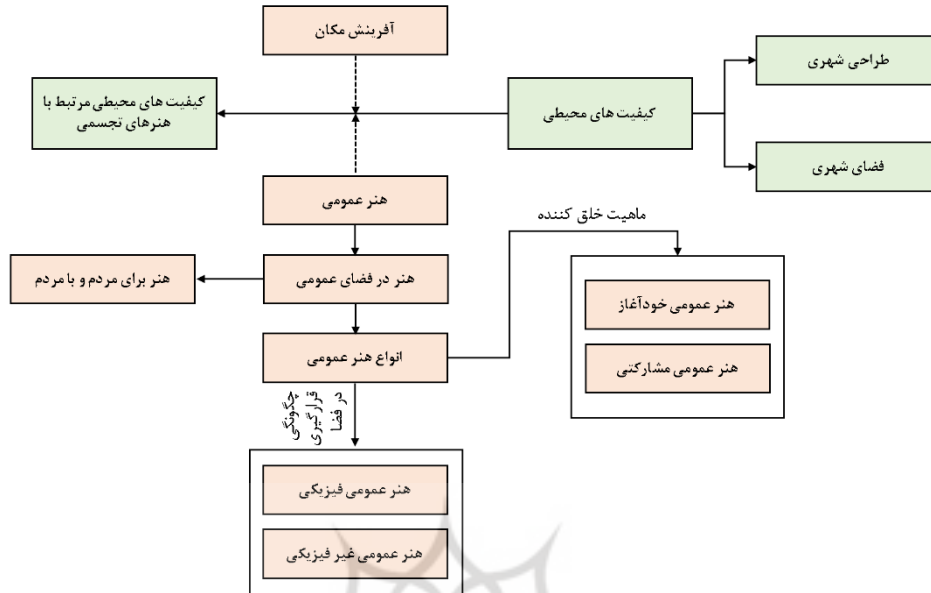 آفرینش مکان
طراحی شهری
کیفیت های محیطی
کیفیت های محیطی مرتبط با
هنرهای تجسمی
فضای شهری
هنر عمومی
ماهیت خلق کننده
هنر در فضای عمومی
هنر برای مردم و با مردم
هنر عمومی خودآغاز
انواع هنر عمومی
هنر عمومی مشارکتی
چگونگی
قرارگیری
در فضا
هنر عمومی فیزیکی
هنر عمومی غیر فیزیکی